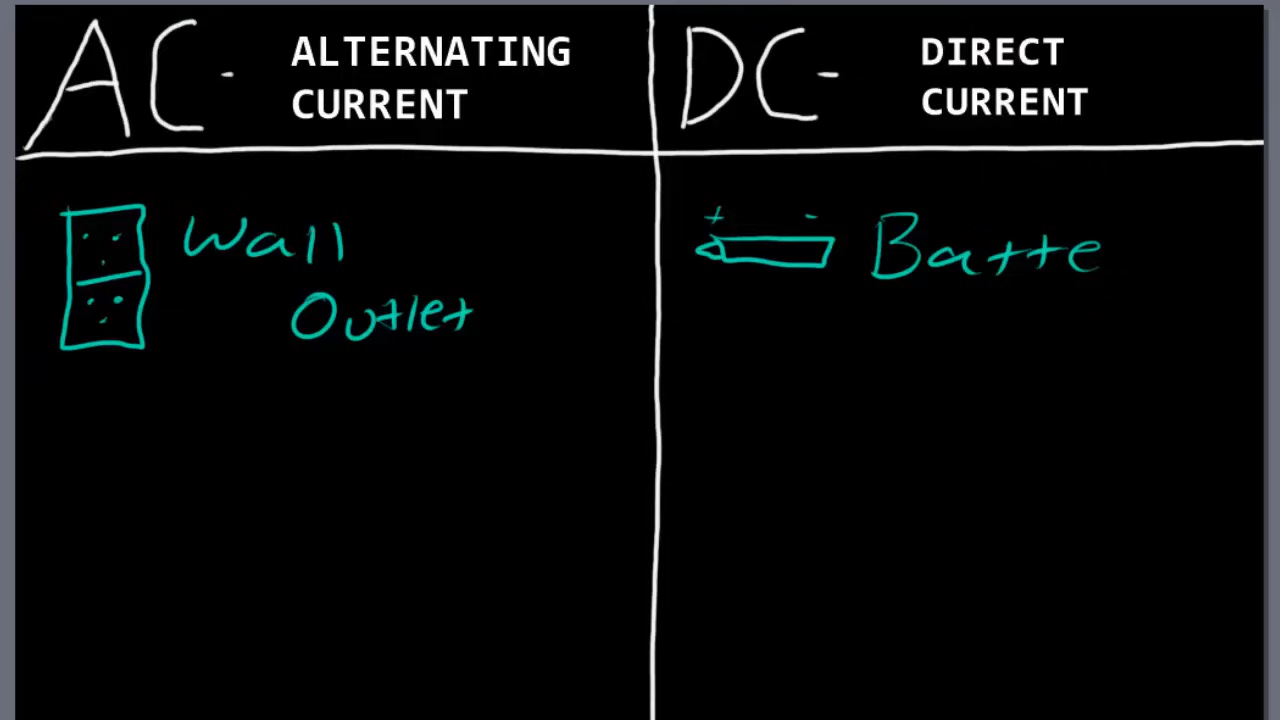 AC- ALTERNATING CURRENT
DC- DIRECT CURRENT
Wall
Outlet
+ -
Batte